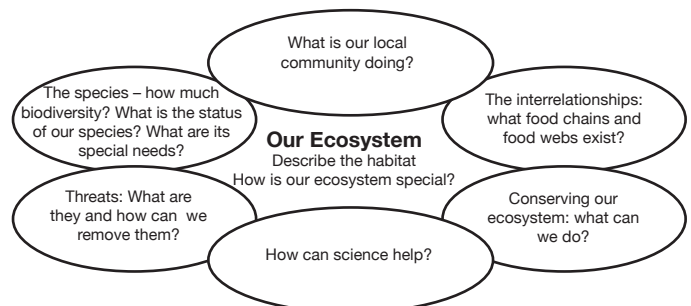 What is our local
community doing?
The species – how much
biodiversity? What is the status
of our species? What are its
special needs?
The interrelationships:
what food chains and
food webs exist?
Our Ecosystem
Describe the habitat
How is our ecosystem special?
Threats: What are
they and how can we
remove them?
Conserving our
ecosystem: what can
we do?
How can science help?